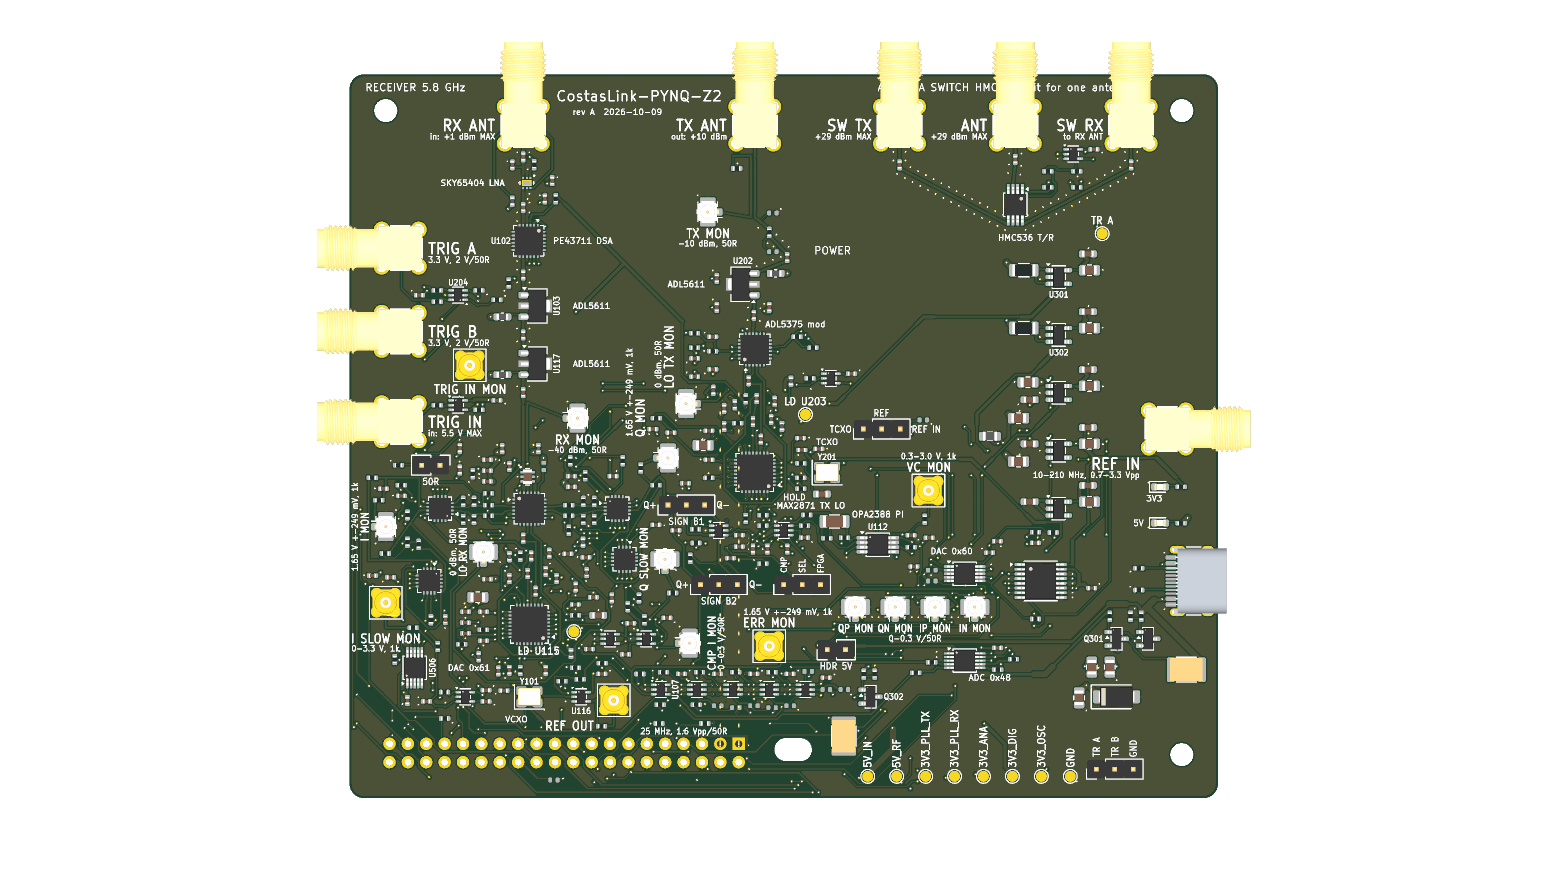 RECEIVER 5.8 GHz
CostasLink-PYNQ-Z2
rev A 2026-10-09
SWITCH
for one
RX ANT
in: +1 dBm MAX
TX ANT
out: +10 dBm
SW TX
+29 dBm MAX
ANT
+29 dBm MAX
SW RX
to RX ANT
SKY65404 LNA
TX MON
-10 dBm, 50R
TR A
HMC536 T/R
U102
PE43711 DSA
POWER
TRIG A
3.3 V, 2 V/50R
U204
U202
ADL5611
U301
U103
ADL5611
ADL5375 mod
TRIG B
3.3 V, 2 V/50R
U302
U117
ADL5611
LO TX MON
0 dBm, 50R
TRIG IN MON
Q MON
1.65 V +-249 mV, 1k
LD U203
TRIG IN
in: 5.5 V MAX
REF
TCXO
REF IN
RX MON
-40 dBm, 50R
TCXO
Y201
0.3-3.0 V, 1k
VC MON
REF IN
10-210 MHz, 0.7-3.3 Vpp
50R
3V3
HOLD
MAX2871 TX LO
Q+
Q-
SIGN B1
OPA2388 PI
U112
5V
I MON
1.65 V +-249 mV, 1k
LO RX MON
0 dBm, 50R
Q SLOW MON
DAC 0x60
CMP
SEL
FPGA
Q+
Q-
SIGN B2
1.65 V +-249 mV, 1k
ERR MON
QP MON
QN MON
IP MON
IN MON
0-0.3 V/50R
I SLOW MON
0-3.3 V, 1k
LD U115
CMP I MON
0-0.3 V/50R
HDR 5V
Q301
U506
DAC 0x61
ADC 0x48
Y101
VCXO
U116
U107
Q302
REF OUT
25 MHz, 1.6 Vpp/50R
5V_IN
5V_RF
3V3_PLL_TX
3V3_PLL_RX
3V3_ANA
3V3_DIG
3V3_OSC
GND
TR A
TR B
GND